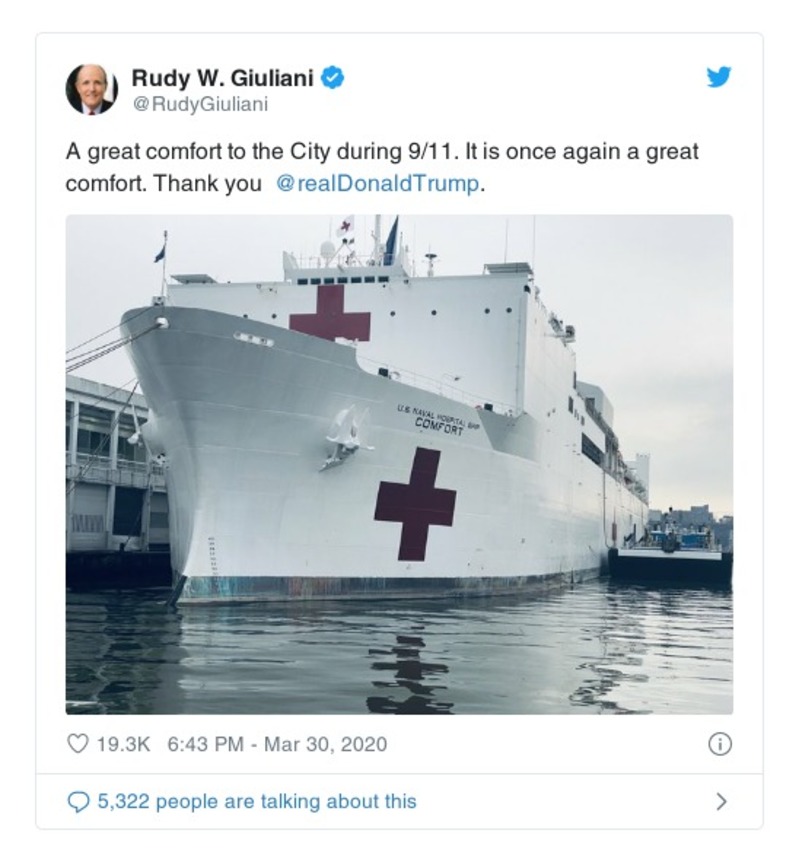 Rudy W. Giuliani
@RudyGiuliani
A great comfort to the City during 9/11. It is once again a great
comfort. Thank you @realDonaldTrump.
U.S. NAVAL HOSPITAL SHIP
COMFORT
19.3K 6:43 PM - Mar 30, 2020
5,322 people are talking about this